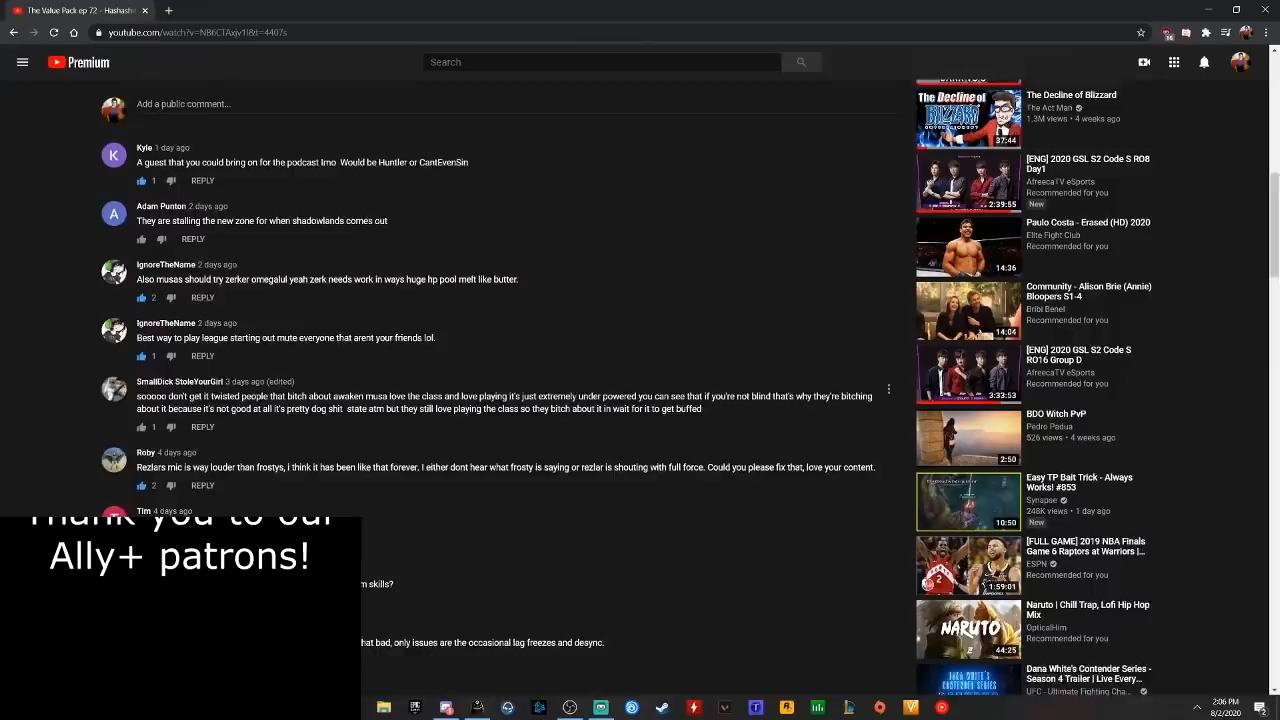 The Value Pack ep 72 - Hashashi
youtube.com/watch?v=NB6CTAxjv1I&t=4407s
Premium
Search
Add a public comment...
Kyle 1 day ago
A guest that you could bring on for the podcast Imo Would be Huntler or CantEvenSin
1 REPLY
Adam Punton 2 days ago
They are stalling the new zone for when shadowlands comes out
REPLY
IgnoreTheName 2 days ago
Also musas should try zerker omegalul yeah zerk needs work in ways huge hp pool melt like butter.
2 REPLY
IgnoreTheName 2 days ago
Best way to play league starting or mute everyone that arent your friends lol.
1 REPLY
SmallDick StoleYourGirl 3 days ago (edited)
sooooo don't get it twisted people that bitch about awaken musa love the class and love playing it's just extremely under powered you can see that if you're not blind that's why they're bitching
about it because it's not good at all it's pretty dog shit state atm but they still love playing the class so they bitch about it in wait for it to get buffed
1 REPLY
Roby 4 days ago
Rezlars mic is way louder than frostys, i think it has been like that forever. I either dont hear what frosty is saying or rezlar is shouting with full force. Could you please fix that, love your content.
2 REPLY
Tim 4 days ago
Thank you to our
Ally+ patrons!
m skills?
hat bad, only issues are the occasional lag freezes and desync.
The Decline of
BLIZZARD
37:44
The Decline of Blizzard
The Act Man
1.3M views • 4 weeks ago
2:39:55
[ENG] 2020 GSL S2 Code S RO8
Day1
AfreecaTV eSports
Recommended for you
New
14:36
Paulo Costa - Erased (HD) 2020
Elite Fight Club
Recommended for you
14:04
Community - Alison Brie (Annie)
Bloopers S1-4
Bribi Benel
Recommended for you
3:33:53
[ENG] 2020 GSL S2 Code S
RO16 Group D
AfreecaTV eSports
Recommended for you
2:50
BDO Witch PvP
Pedro Padua
526 views • 4 weeks ago
10:50
Easy TP Bait Trick - Always
Works! #853
Synapse
248K views • 1 day ago
New
1:59:01
[FULL GAME] 2019 NBA Finals
Game 6 Raptors at Warriors |...
ESPN
Recommended for you
NARUTO
44:25
Naruto | Chill Trap, Lofi Hip Hop
Mix
OpticalHim
Recommended for you
DANA WHITE'S
CONTENDER SERIES
Dana White's Contender Series -
Season 4 Trailer | Live Every...
UFC - Ultimate Fighting Cha...
2:06 PM
8/2/2020
2